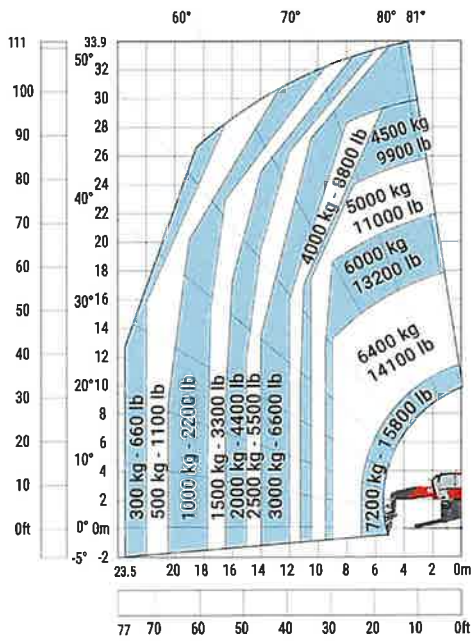 60° 70° 80° 81°
111 33.9
50°
32
100 30
90 28
26
80 24
40°
70 22
20
60 18
50 30° 16
14
40 12
20° 10
30 8
20 6
10° 4
10 2
0ft 0° 0m
-5° -2
4500 kg
9900 lb
4000 kg - 8800 lb
5000 kg
11000 lb
6000 kg
13200 lb
6400 kg
14100 lb
7200 kg - 15800 lb
300 kg - 660 lb
500 kg - 1100 lb
1000 kg - 2200 lb
1500 kg - 3300 lb
2000 kg - 4400 lb
2500 kg - 5500 lb
3000 kg - 6600 lb
23.5 20 18 16 14 12 10 8 6 4 2 0m
77 70 60 50 40 30 20 10 0ft